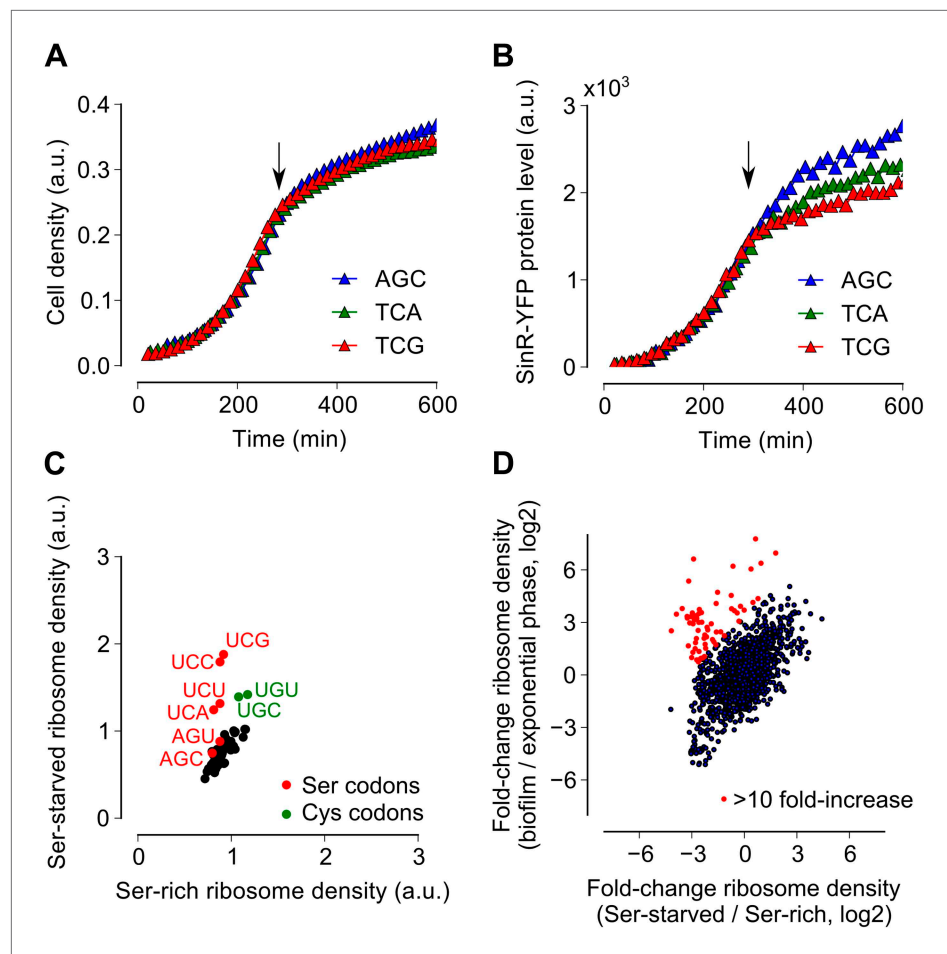 A
Cell density (a.u.)
0.4
0.3
0.2
0.1
0.0
AGC
TCA
TCG
0
200
400
600
Time (min)
B
SinR-YFP protein level (a.u.)
x10³
3
2
1
0
AGC
TCA
TCG
0
200
400
600
Time (min)
C
Ser-starved ribosome density (a.u.)
3
2
1
0
UCG
UCC
UCU
UCA
UGU
UGC
AGU
AGC
Ser codons
Cys codons
0
1
2
3
Ser-rich ribosome density (a.u.)
D
Fold-change ribosome density
(biofilm / exponential phase, log2)
6
3
0
−3
−6
>10 fold-increase
−6
−3
0
3
6
Fold-change ribosome density
(Ser-starved / Ser-rich, log2)